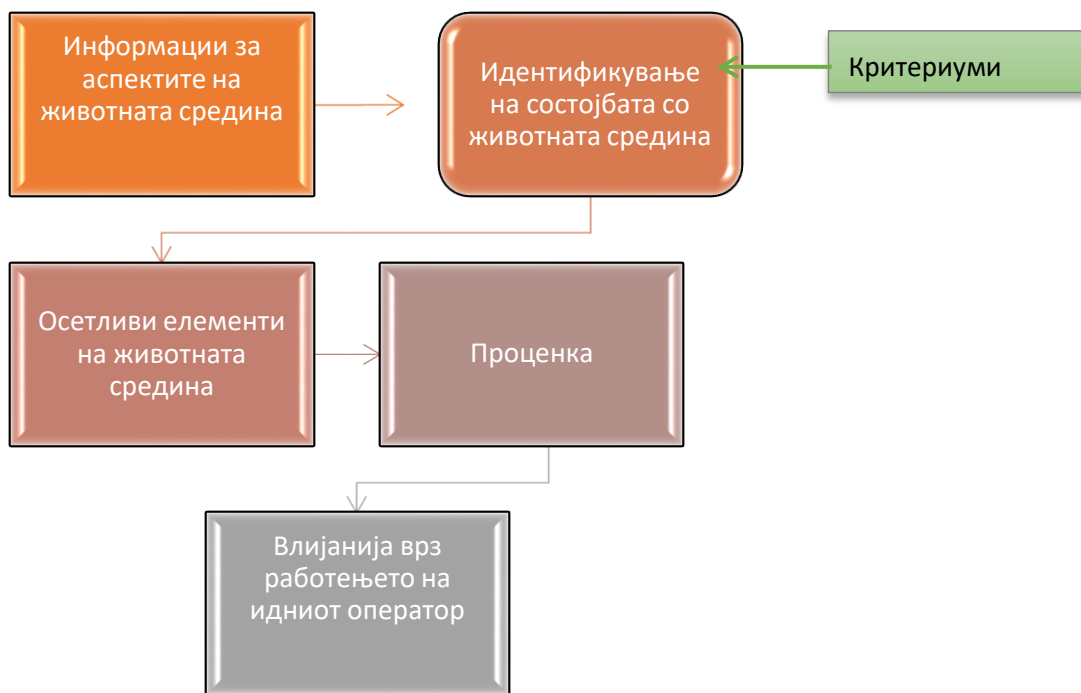 Информации за
аспектите на
животната средина
Идентификување
на состојбата со
животната средина
Критериуми
Осетливи елементи
на животната
средина
Проценка
Влијанија врз
работењето на
идниот оператор